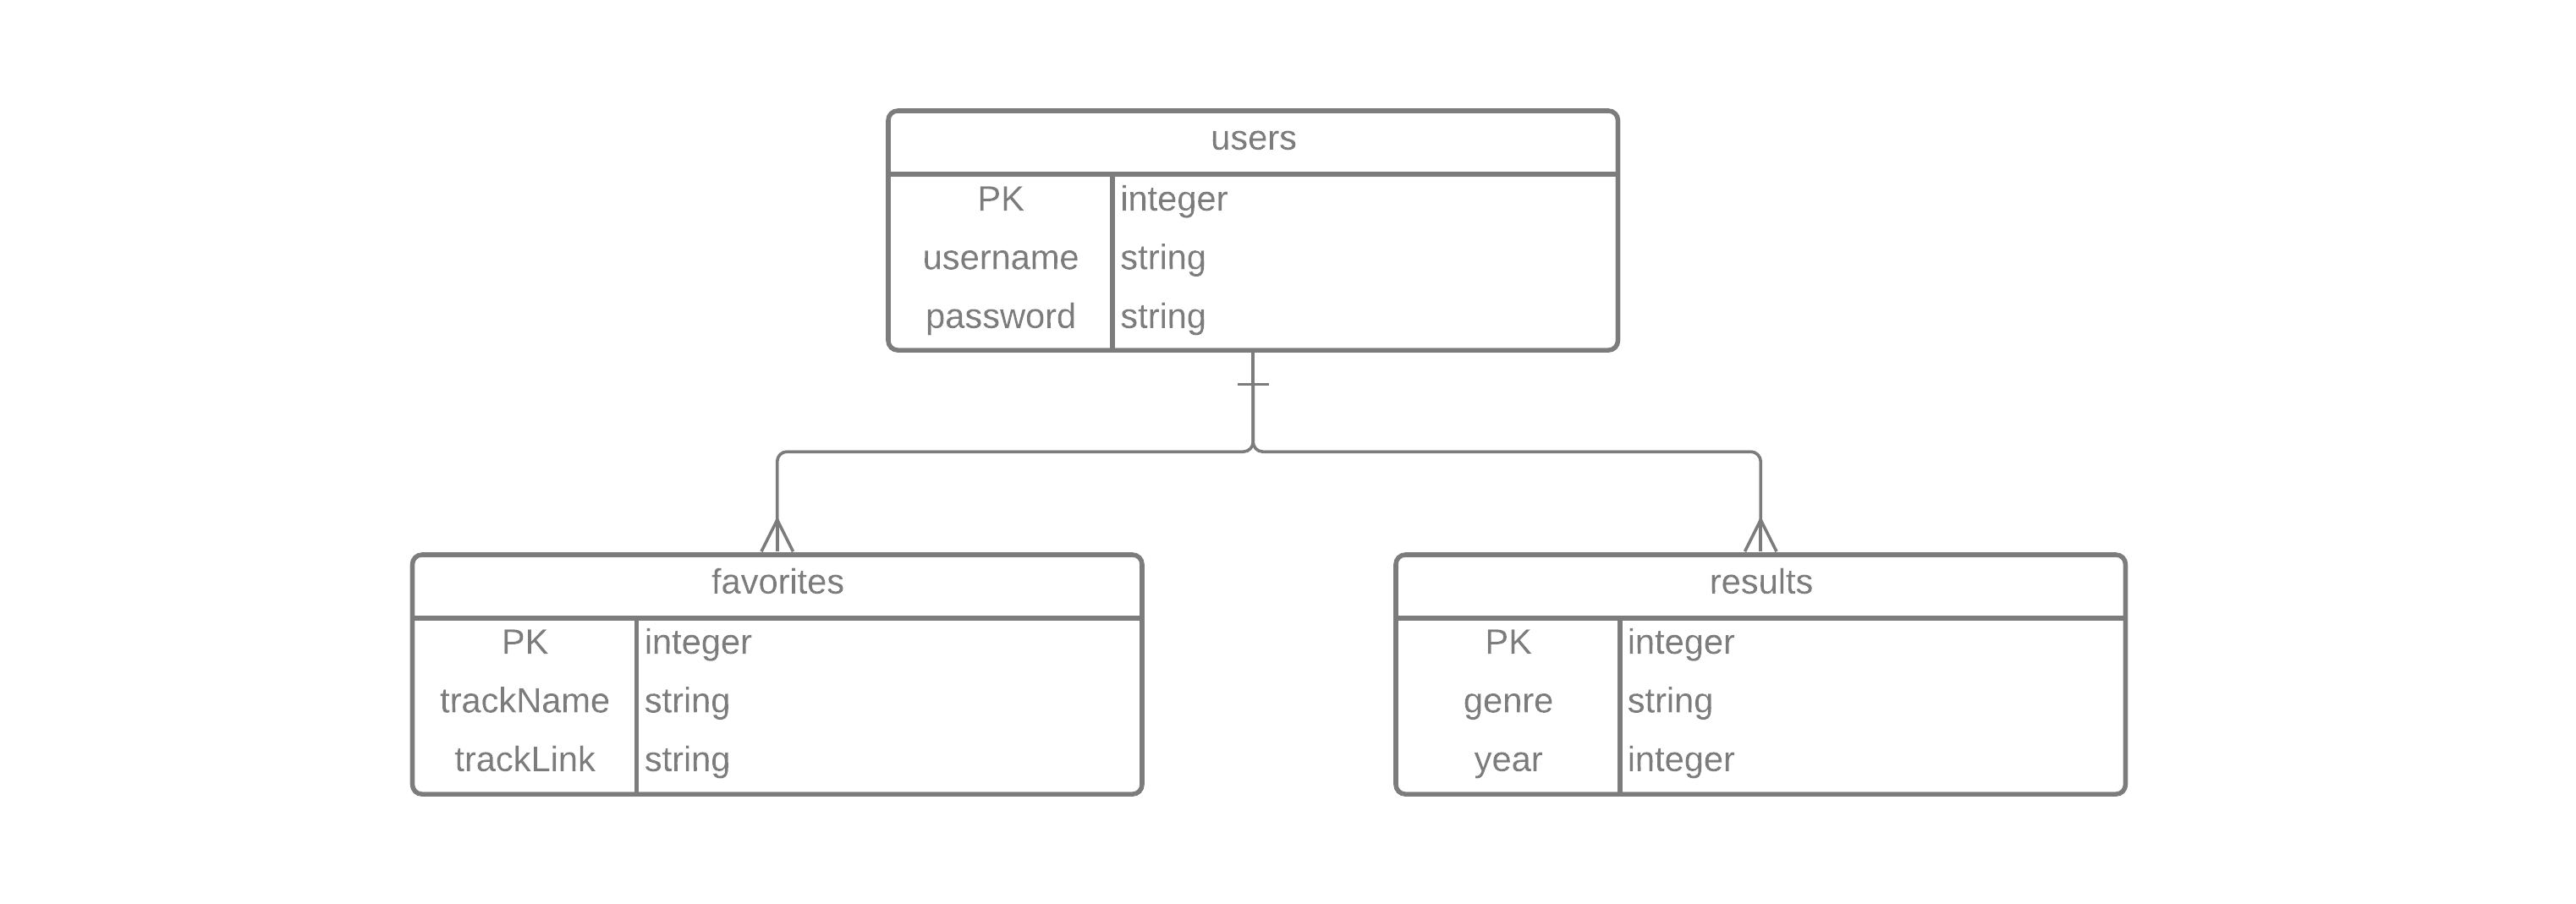 users
PK integer
username string
password string
favorites
PK integer
trackName string
trackLink string
results
PK integer
genre string
year integer